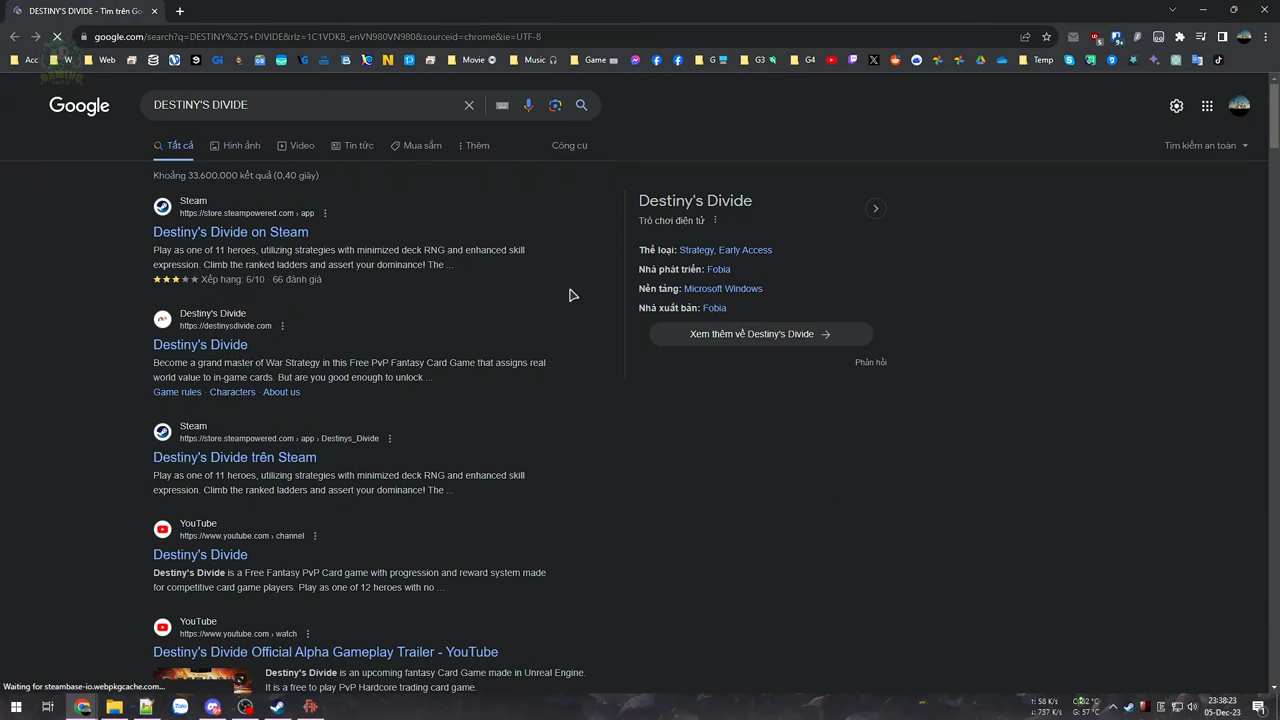 DESTINY'S DIVIDE - Tìm trên Go
google.com/search?q=DESTINY%27S+DIVIDE&rlz=1C1VDKB_enVN980VN980&sourceid=chrome&ie=UTF-8
Acc
Web
Movie
Music
Game
G
G3
G4
Temp
GAMING
Google
DESTINY'S DIVIDE
Tất cả
Hình ảnh
Video
Tin tức
Mua sắm
Thêm
Công cụ
Tìm kiếm an toàn
Khoảng 33.600.000 kết quả (0,40 giây)
Steam
https://store.steampowered.com › app
Destiny's Divide on Steam
Play as one of 11 heroes, utilizing strategies with minimized deck RNG and enhanced skill
expression. Climb the ranked ladders and assert your dominance! The ...
Xếp hạng: 6/10 · 66 đánh giá
Destiny's Divide
https://destinysdivide.com
Destiny's Divide
Become a grand master of War Strategy in this Free PvP Fantasy Card Game that assigns real
world value to in-game cards. But are you good enough to unlock ...
Game rules · Characters · About us
Steam
https://store.steampowered.com › app › Destinys_Divide
Destiny's Divide trên Steam
Play as one of 11 heroes, utilizing strategies with minimized deck RNG and enhanced skill
expression. Climb the ranked ladders and assert your dominance! The ...
YouTube
https://www.youtube.com › channel
Destiny's Divide
Destiny's Divide is a Free Fantasy PvP Card game with progression and reward system made
for competitive card game players. Play as one of 12 heroes with no ...
YouTube
https://www.youtube.com › watch
Destiny's Divide Official Alpha Gameplay Trailer - YouTube
Destiny's Divide is an upcoming fantasy Card Game made in Unreal Engine.
It is a free to play PvP Hardcore trading card game.
Destiny's Divide
Trò chơi điện tử
Thể loại: Strategy, Early Access
Nhà phát triển: Fobia
Nền tảng: Microsoft Windows
Nhà xuất bản: Fobia
Xem thêm về Destiny's Divide
Phản hồi
Waiting for steambase-io.webpkgcache.com...
Zalo
58 K/s
737 K/s
G: 57 °C
23:38:23
05-Dec-23